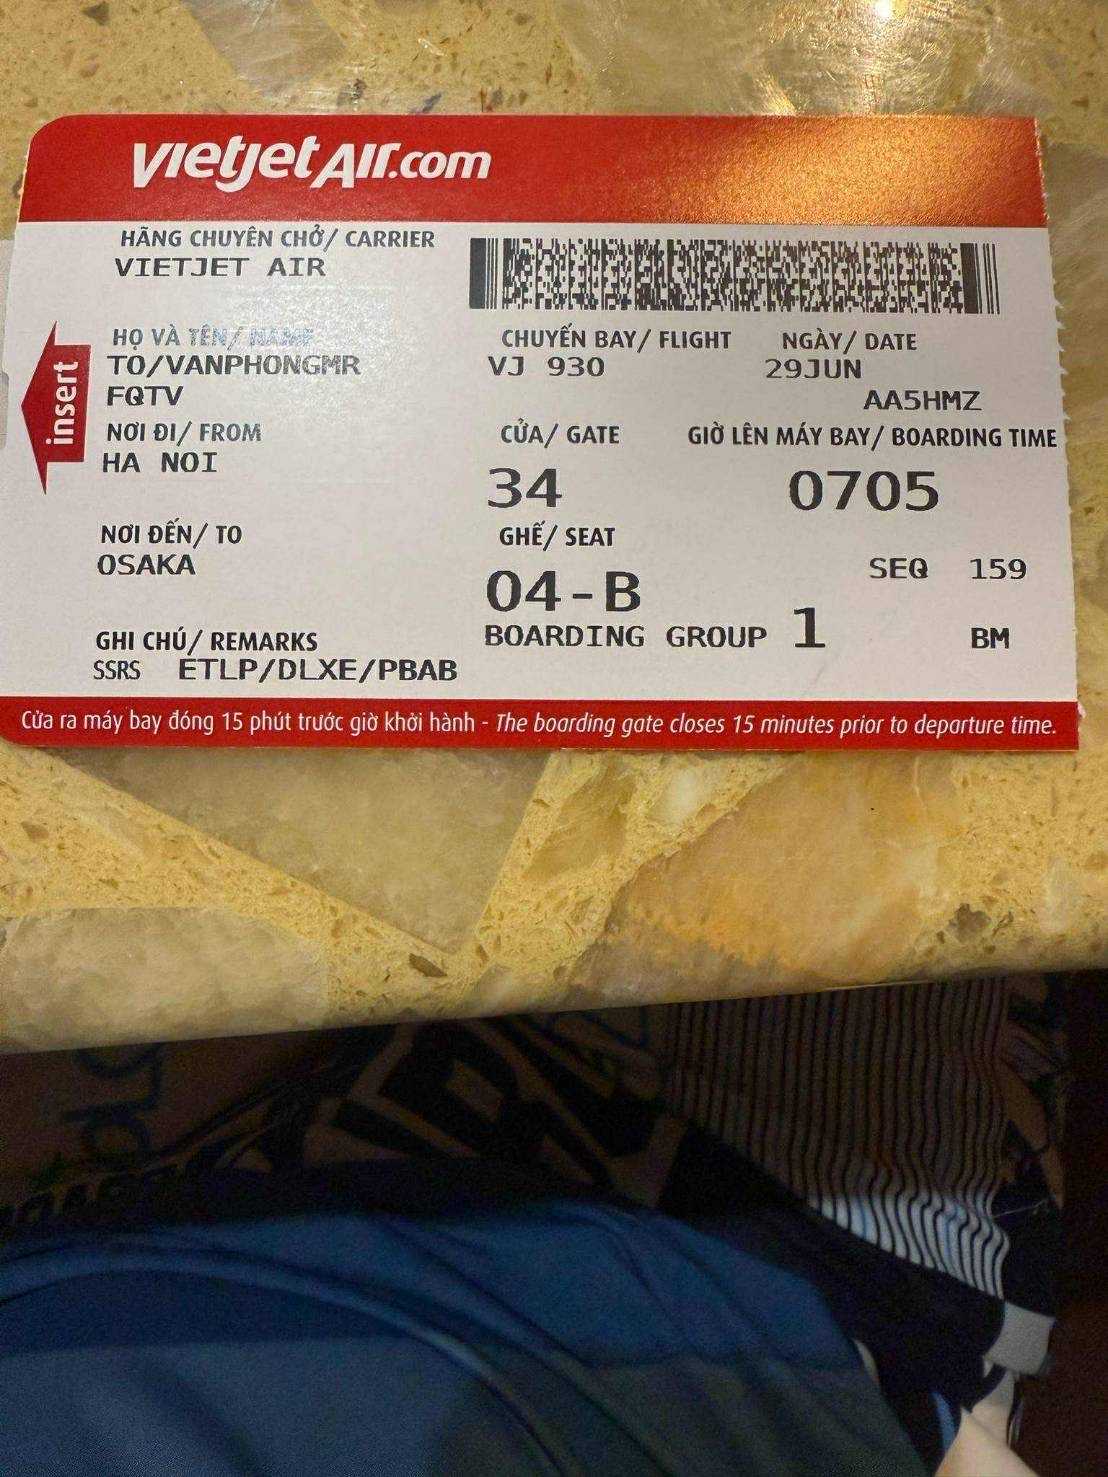 vietjet Air.com
HÃNG CHUYÊN CHỞ/ CARRIER
VIETJET AIR
HỌ VÀ TÊN/ NAME
TO/VANPHONGMR
FQTV
CHUYẾN BAY/ FLIGHT
VJ 930
NGÀY/ DATE
29JUN
AA5HMZ
insert
NƠI ĐI/ FROM
HA NOI
CỬA/ GATE
34
GIỜ LÊN MÁY BAY/ BOARDING TIME
0705
NƠI ĐẾN/ TO
OSAKA
GHẾ/ SEAT
04-B
SEQ 159
BOARDING GROUP 1
BM
GHI CHÚ/ REMARKS
SSRS ETLP/DLXE/PBAB
Cửa ra máy bay đóng 15 phút trước giờ khởi hành - The boarding gate closes 15 minutes prior to departure time.